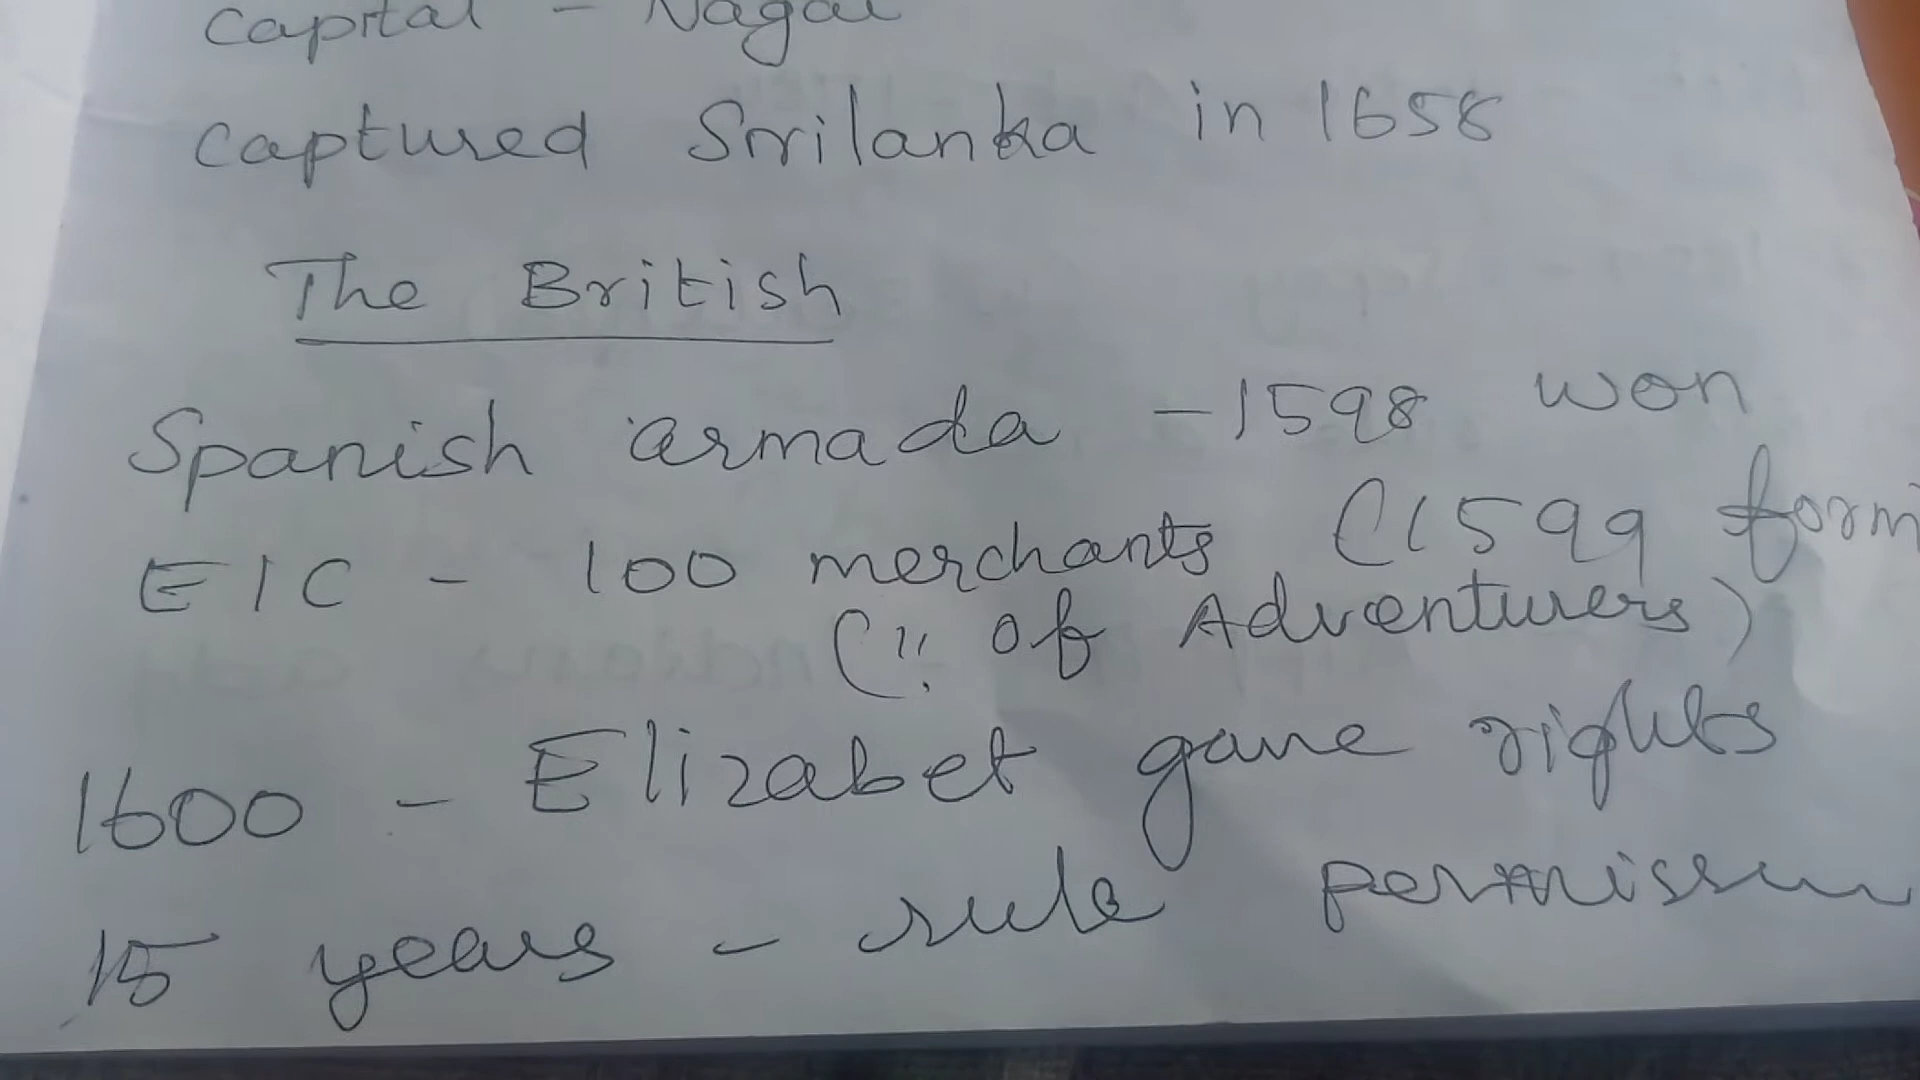 Capital - Nagai
Captured Srilanka in 1658
The British
Spanish armada - 1598 won
EIC - 100 merchants (1599 form
(" of Adventurers)
1600 - Elizabet gave rights
15 years - rule permission